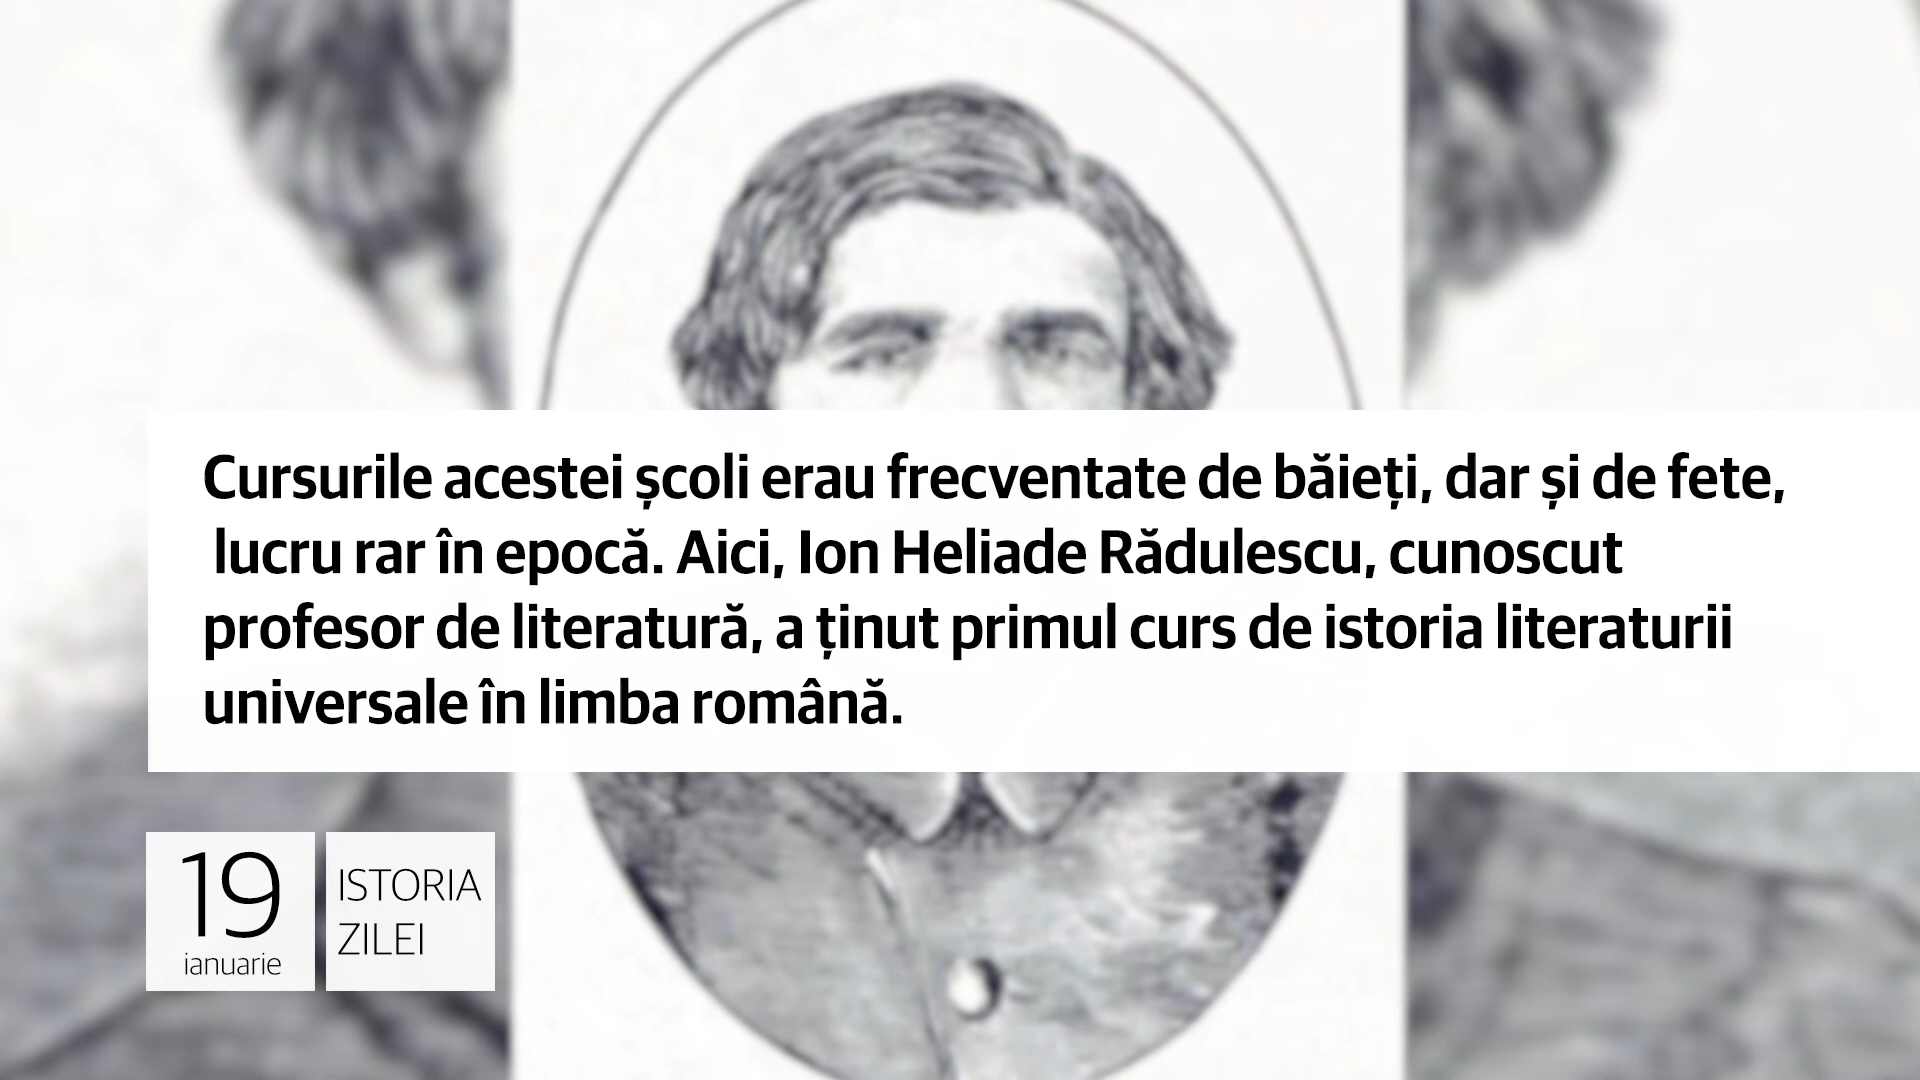 Cursurile acestei școli erau frecventate de băieți, dar și de fete,
lucru rar în epocă. Aici, Ion Heliade Rădulescu, cunoscut
profesor de literatură, a ținut primul curs de istoria literaturii
universale în limba română.
19
ianuarie
ISTORIA
ZILEI